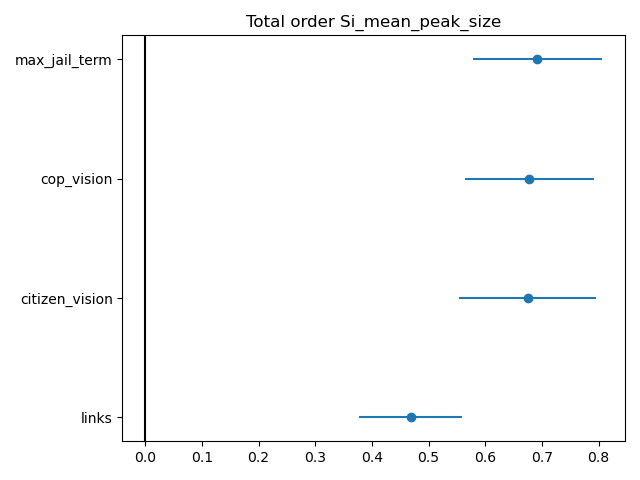 Total order Si_mean_peak_size
max_jail_term
cop_vision
citizen_vision
links
0.0 0.1 0.2 0.3 0.4 0.5 0.6 0.7 0.8